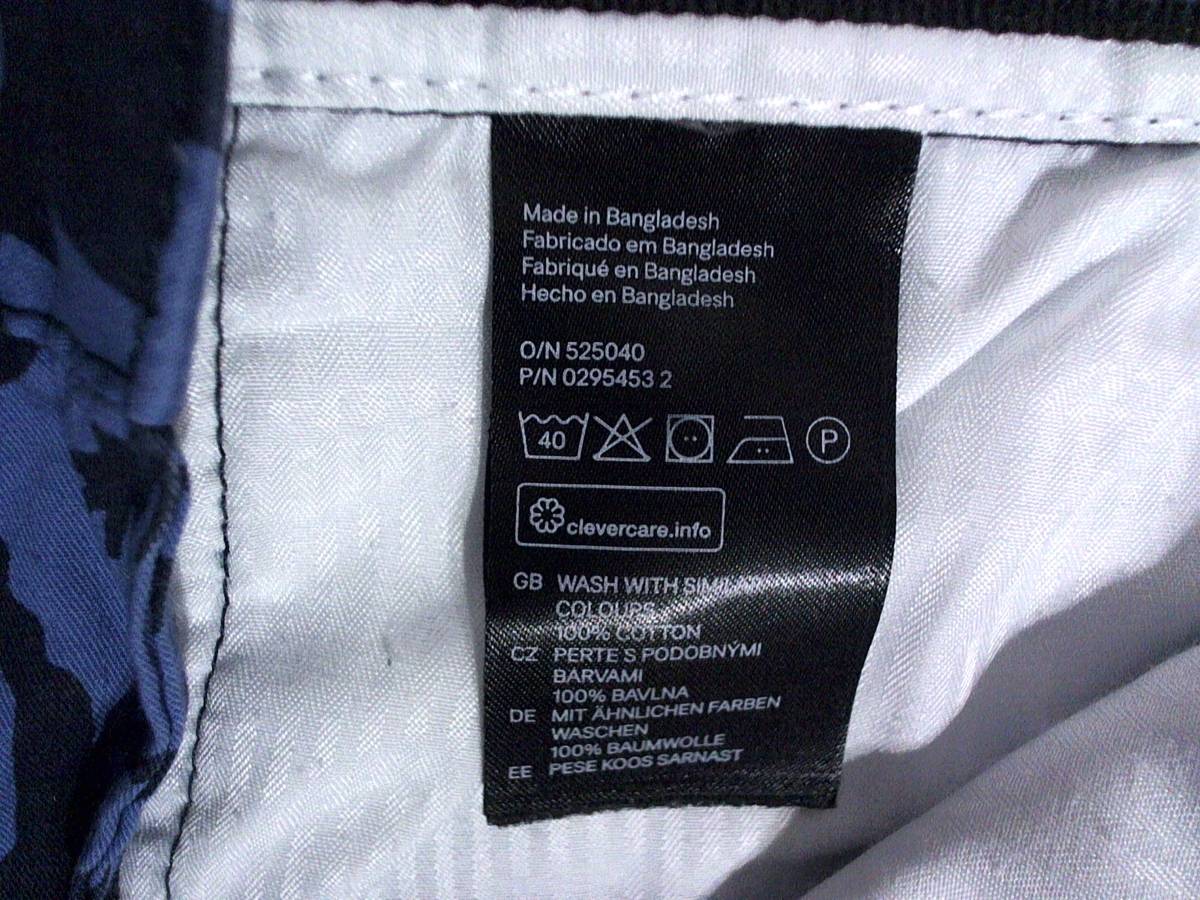 Made in Bangladesh
Fabricado em Bangladesh
Fabriqué en Bangladesh
Hecho en Bangladesh
O/N 525040
P/N 0295453 2
40 P
clevercare.info
GB WASH WITH SIMILAR
COLOURS
100% COTTON
CZ PERTE S PODOBNÝMI
BARVAMI
100% BAVLNA
DE MIT ÄHNLICHEN FARBEN
WASCHEN
100% BAUMWOLLE
EE PESE KOOS SARNAST